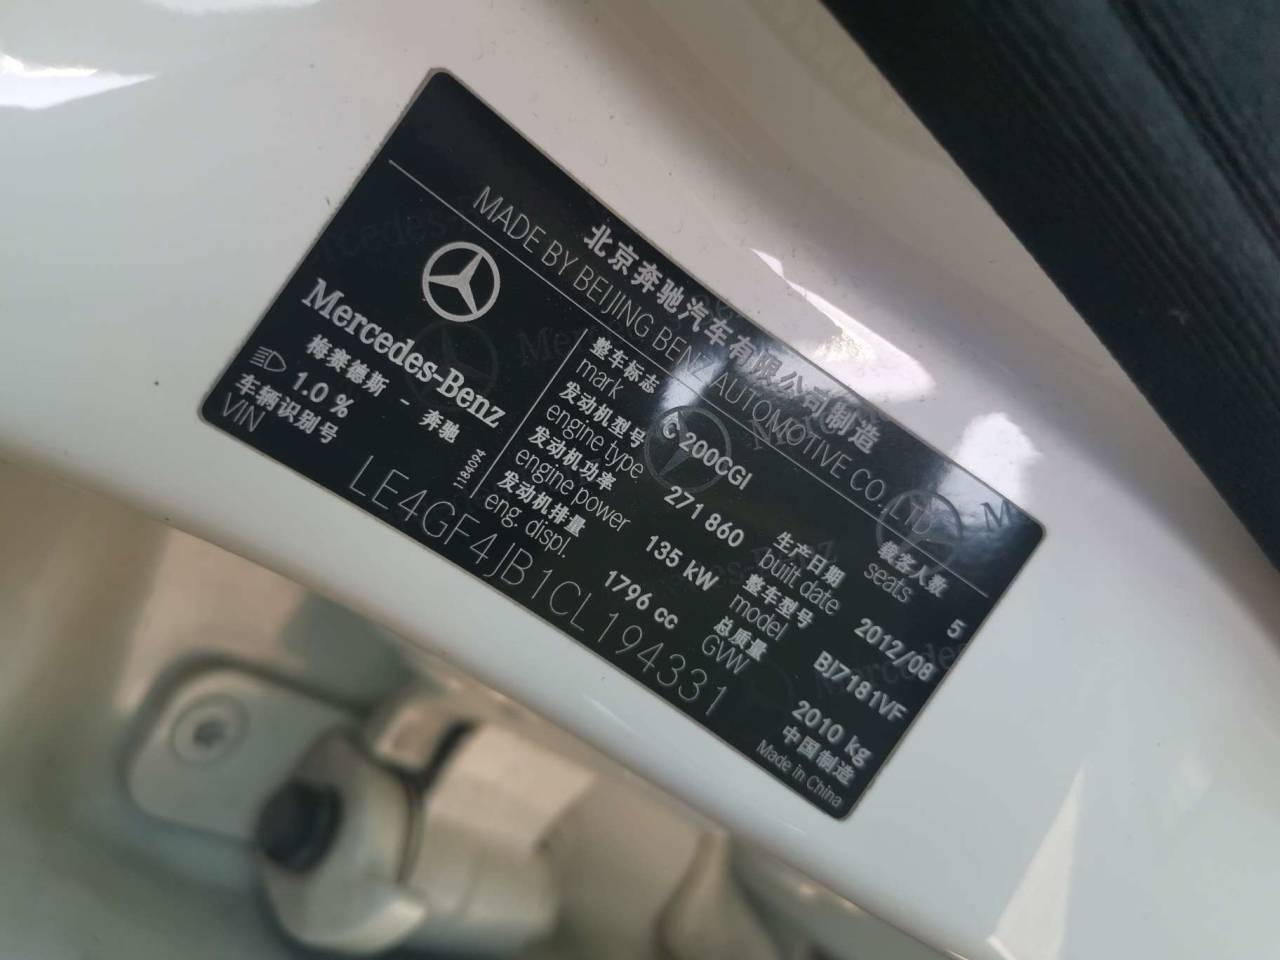 北京奔驰汽车有限公司制造
MADE BY BEIJING BENZ AUTOMOTIVE CO.,LTD.
Mercedes-Benz
梅赛德斯 - 奔驰
1.0 %
1184094
整车标志 C 200CGI
mark
发动机型号 271 860
engine type
发动机功率 135 kW
engine power
发动机排量 1796 cc
eng. displ.
载客人数 5
seats
生产日期 2012/08
built date
整车型号 BJ7181VF
model
总质量 2010 kg
GVW
车辆识别号
VIN
LE4GF4JB1CL194331
中国制造
Made in China